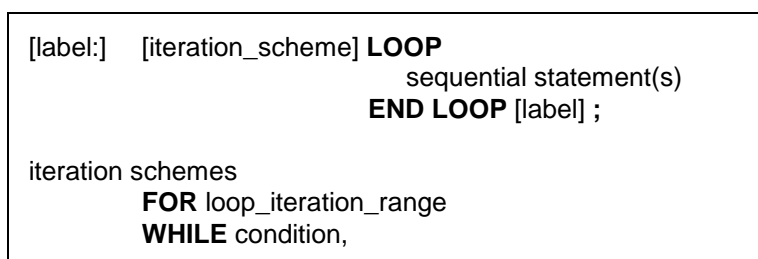 [label:] [iteration_scheme] LOOP
sequential statement(s)
END LOOP [label] ;
iteration schemes
FOR loop_iteration_range
WHILE condition,